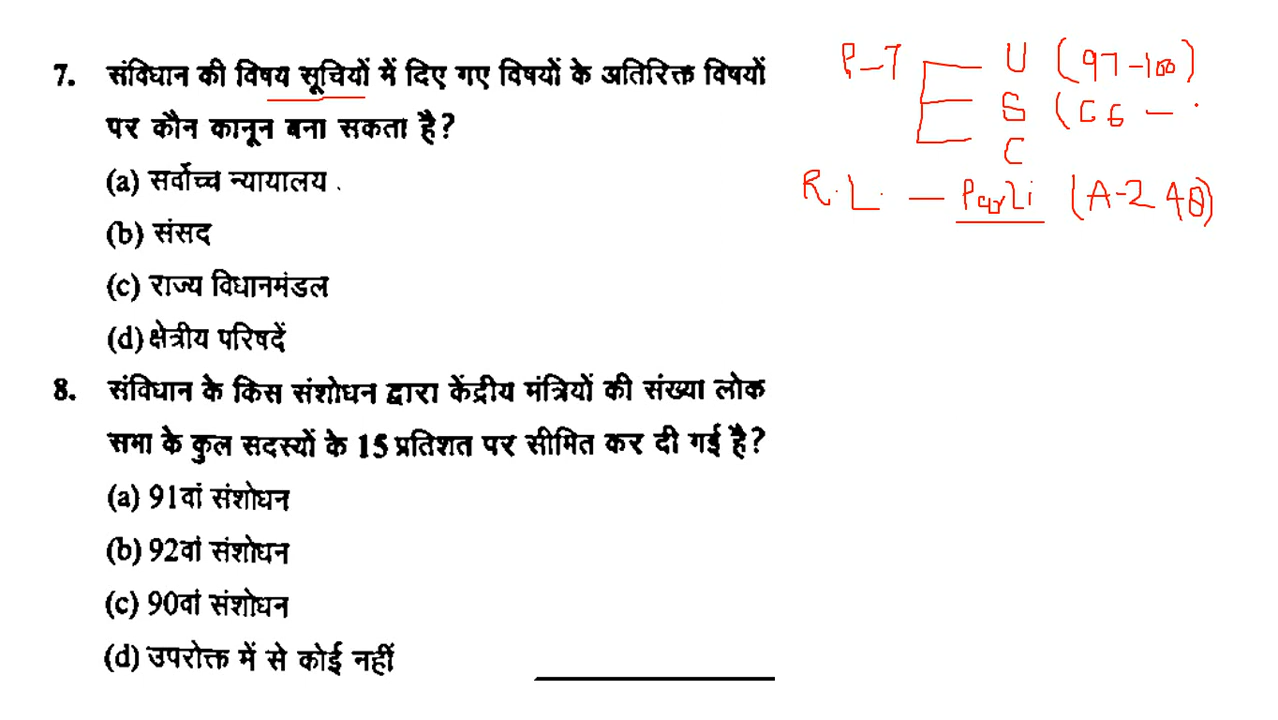 7. संविधान की विषय सूचियों में दिए गए विषयों के अतिरिक्त विषयों
पर कौन कानून बना सकता है?
(a) सर्वोच्च न्यायालय .
(b) संसद
(c) राज्य विधानमंडल
(d) क्षेत्रीय परिषदें
8. संविधान के किस संशोधन द्वारा केंद्रीय मंत्रियों की संख्या लोक
सभा के कुल सदस्यों के 15 प्रतिशत पर सीमित कर दी गई है?
(a) 91वां संशोधन
(b) 92वां संशोधन
(c) 90वां संशोधन
(d) उपरोक्त में से कोई नहीं
P-7
U (97-100)
S (66 -
C
R.L. - Parli (A-248)